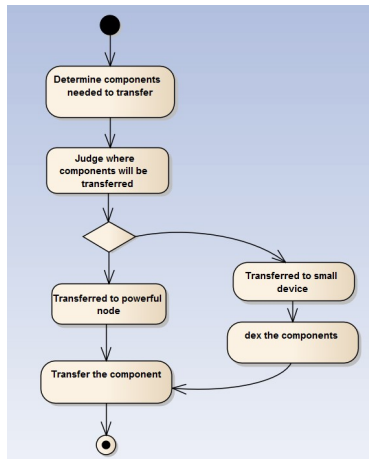 Determine components
needed to transfer
Judge where
components will be
transferred
Transferred to powerful
node
Transferred to small
device
dex the components
Transfer the component